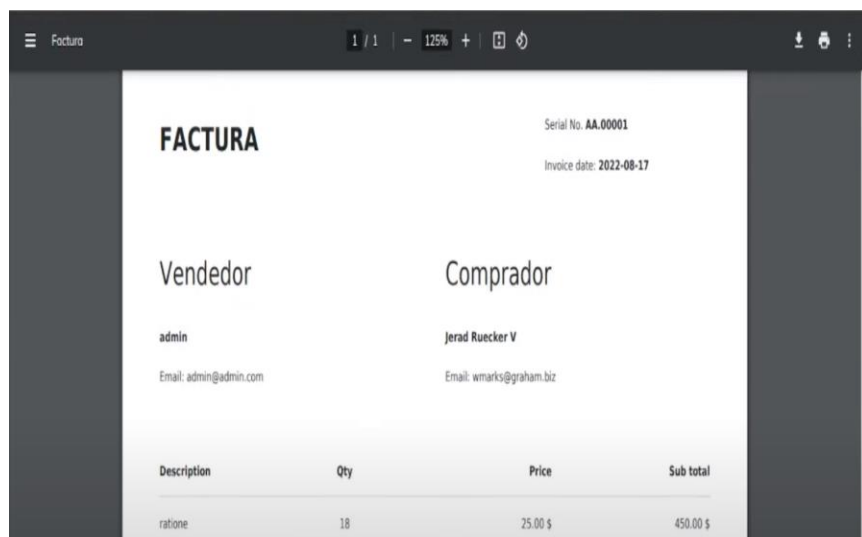 Factura 1 / 1 125%
FACTURA
Serial No. AA.00001
Invoice date: 2022-08-17
Vendedor Comprador
admin Jerad Ruecker V
Email: admin@admin.com Email: wmarks@graham.biz
Description Qty Price Sub total
ratione 18 25.00 $ 450.00 $